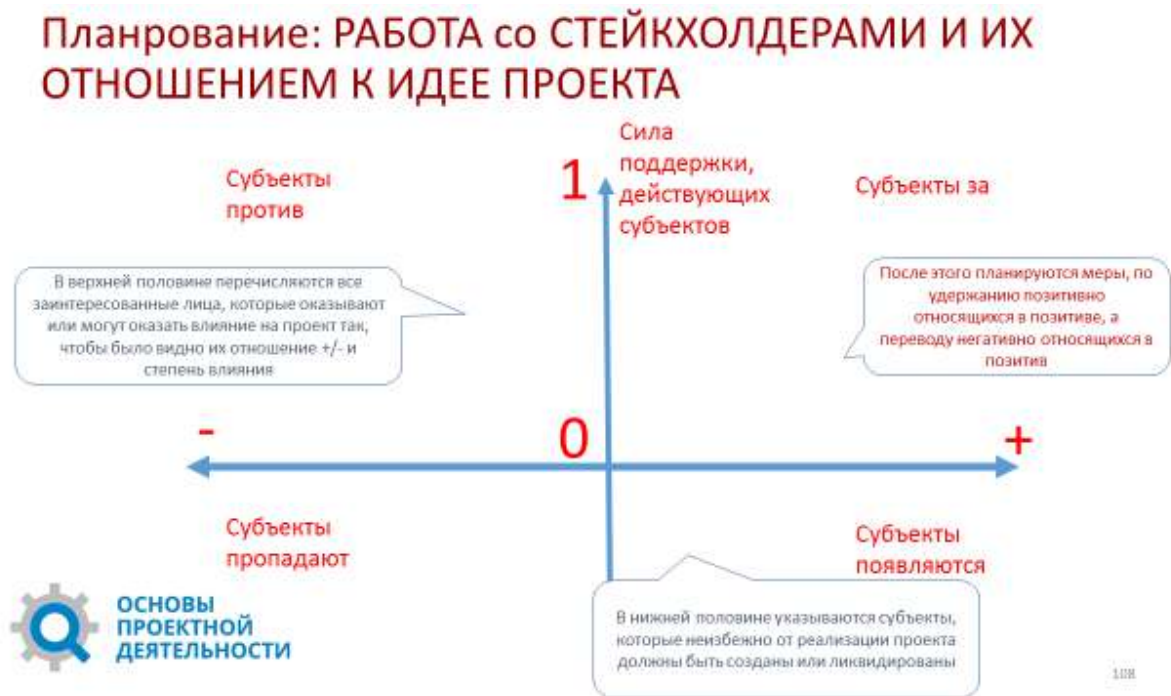 Планрование: РАБОТА со СТЕЙКХОЛДЕРАМИ И ИХ
ОТНОШЕНИЕМ К ИДЕЕ ПРОЕКТА
Субъекты
против
1
Сила
поддержки,
действующих
субъектов
Субъекты за
В верхней половине перечисляются все
заинтересованные лица, которые оказывают
или могут оказать влияние на проект так,
чтобы было видно их отношение +/- и
степень влияния
После этого планируются меры, по
удержанию позитивно
относящихся в позитиве, а
переводу негативно относящихся в
позитив
-
0
+
Субъекты
пропадают
Субъекты
появляются
В нижней половине указываются субъекты,
которые неизбежно от реализации проекта
должны быть созданы или ликвидированы
ОСНОВЫ
ПРОЕКТНОЙ
ДЕЯТЕЛЬНОСТИ
108